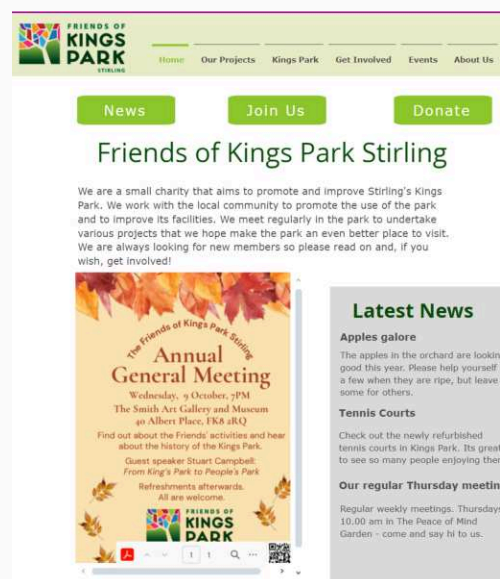 FRIENDS OF
KINGS
PARK
STIRLING
Home Our Projects Kings Park Get Involved Events About Us
News Join Us Donate
Friends of Kings Park Stirling
We are a small charity that aims to promote and improve Stirling's Kings
Park. We work with the local community to promote the use of the park
and to improve its facilities. We meet regularly in the park to undertake
various projects that we hope make the park an even better place to visit.
We are always looking for new members so please read on and, if you
wish, get involved!
The Friends of Kings Park Stirling
Annual
General Meeting
Wednesday, 9 October, 7PM
The Smith Art Gallery and Museum
40 Albert Place, FK8 2RQ
Find out about the Friends' activities and hear
about the history of the Kings Park.
Guest speaker Stuart Campbell:
From King's Park to People's Park
Refreshments afterwards.
All are welcome.
FRIENDS OF
KINGS
PARK
1 1
Latest News
Apples galore
The apples in the orchard are lookin
good this year. Please help yourself
a few when they are ripe, but leave
some for others.
Tennis Courts
Check out the newly refurbished
tennis courts in Kings Park. Its great
to see so many people enjoying the
Our regular Thursday meetin
Regular weekly meetings. Thursdays
10.00 am in The Peace of Mind
Garden - come and say hi to us.